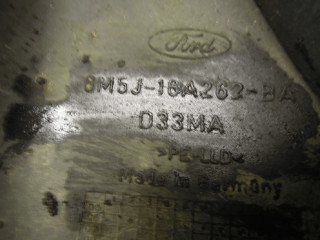 Ford
8M5J-16A262-BA
D33MA
>PE-LLD<
Made in Germany